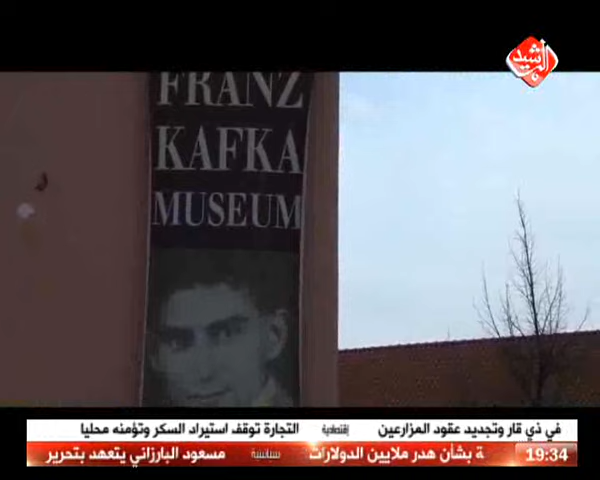 الرشيد
FRANZ
KAFKA
MUSEUM
في ذي قار وتجديد عقود المزارعين إقتصادية التجارة توقف استيراد السكر وتؤمنه محليا
ة بشأن هدر ملايين الدولارات سياسية مسعود البارزاني يتعهد بتحرير
19:34